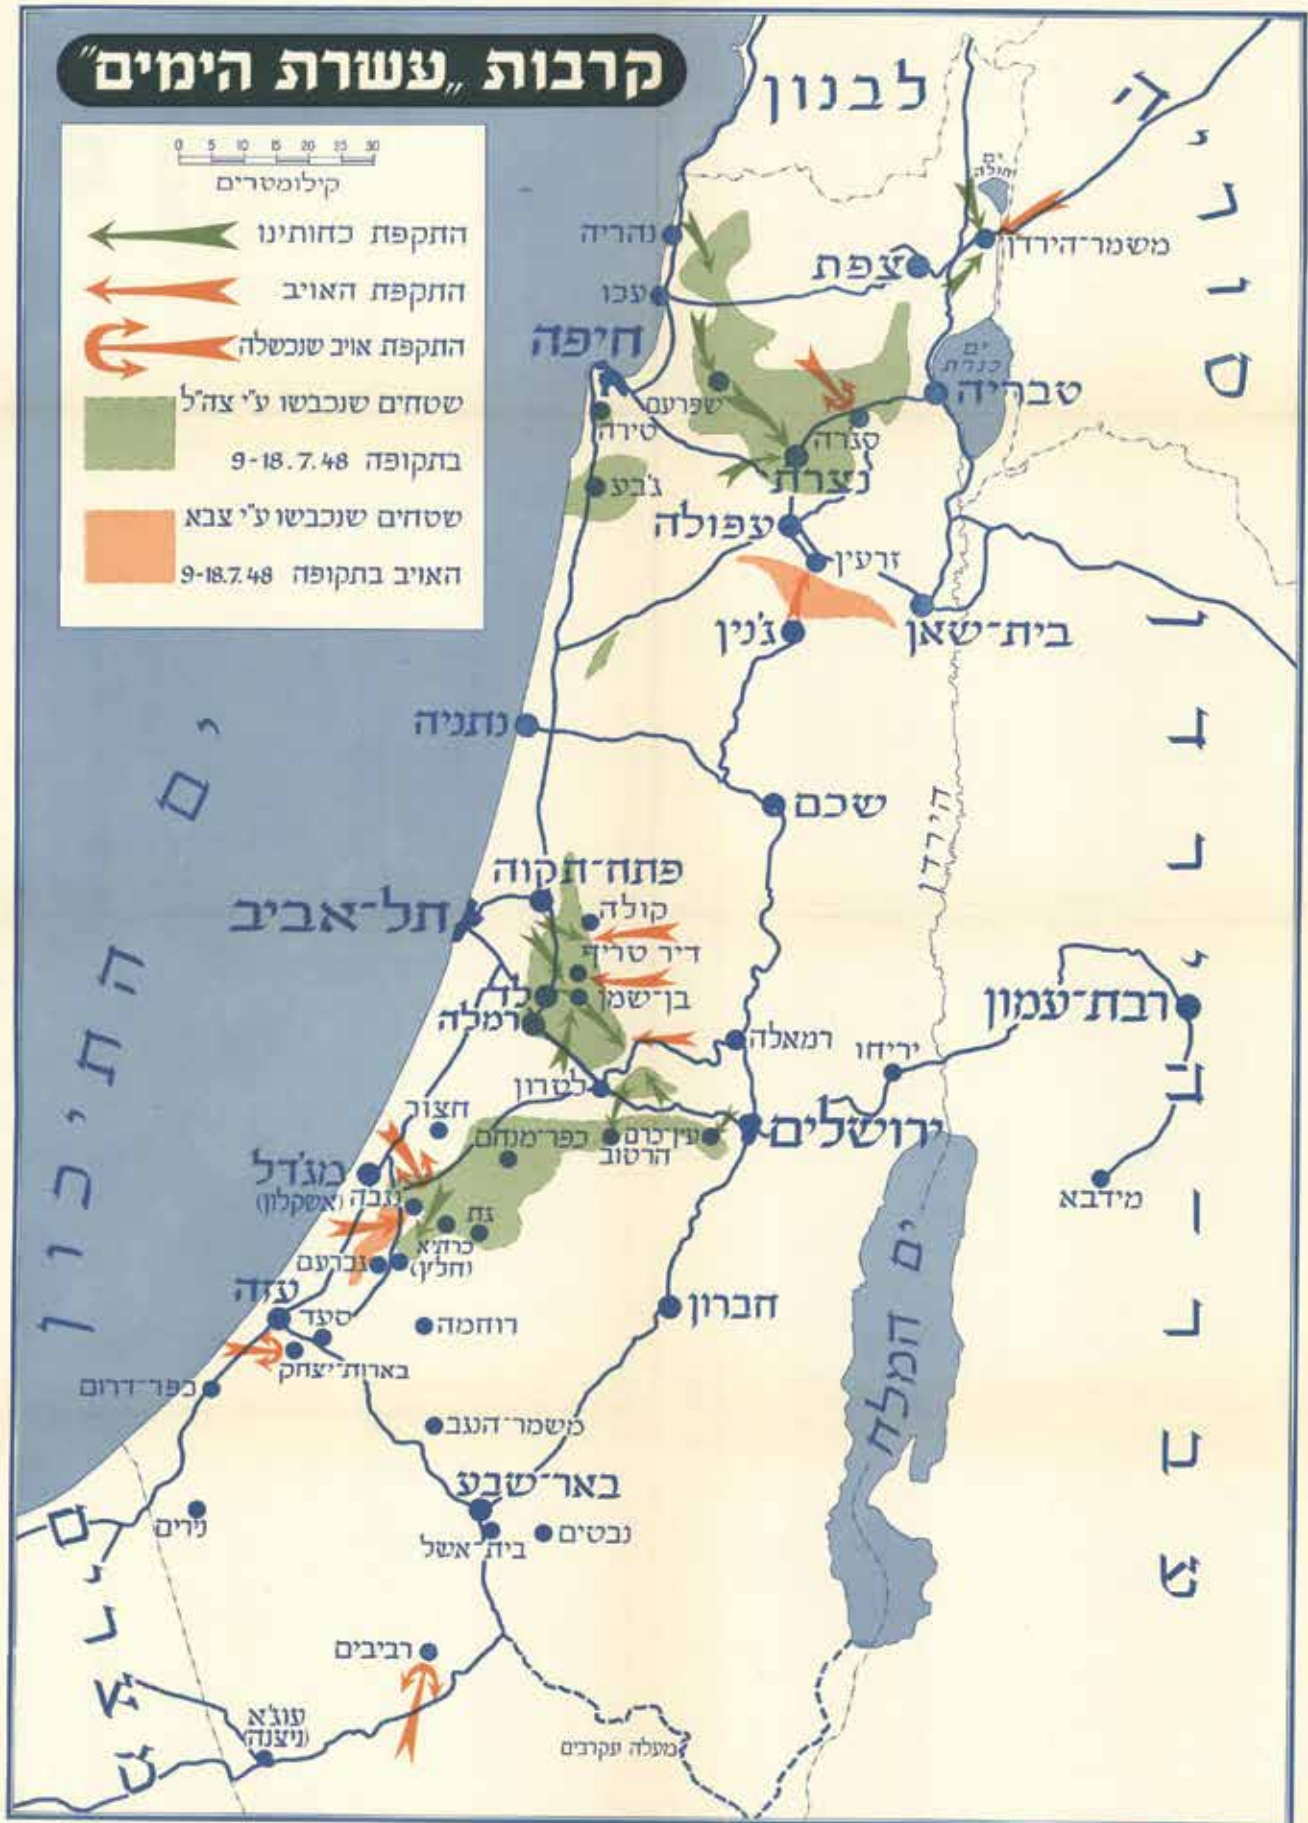 קרבות „עשרת הימים”
0 5 10 15 20 25 30
קילומטרים
התקפת כחותינו
התקפת האויב
התקפת אויב שנכשלה
שטחים שנכבשו ע"י צה"ל
בתקופה 9-18.7.48
שטחים שנכבשו ע"י צבא
האויב בתקופה 9-18.7.48
לבנון
סוריה
ים
חולה
נהריה
משמר-הירדן
צפת
עכו
חיפה
ים
כנרת
טבריה
שפרעם
טירה
סג'רה
נצרת
ג'בע
עפולה
זרעין
ג'נין
בית-שאן
נתניה
שכם
הירדן
פתח-תקוה
קולה
תל-אביב
דיר טריף
לד
בן-שמן
רמלה
רבת-עמון
רמאלה
יריחו
לטרון
חצור
ירושלים
כפר-מנחם
עין-כרם
הרטוב
מג'דל
(אשקלון)
נגבה
מידבא
גת
כרתיא
(חלץ)
גברעם
עזה
סעד
רוחמה
חברון
בארות-יצחק
כפר-דרום
ים המלח
משמר-הנגב
באר-שבע
נירים
בית-אשל
נבטים
רביבים
עוג'א
(ניצנה)
מעלה עקרבים
ים התיכון
עבר-הירדן
מצרים